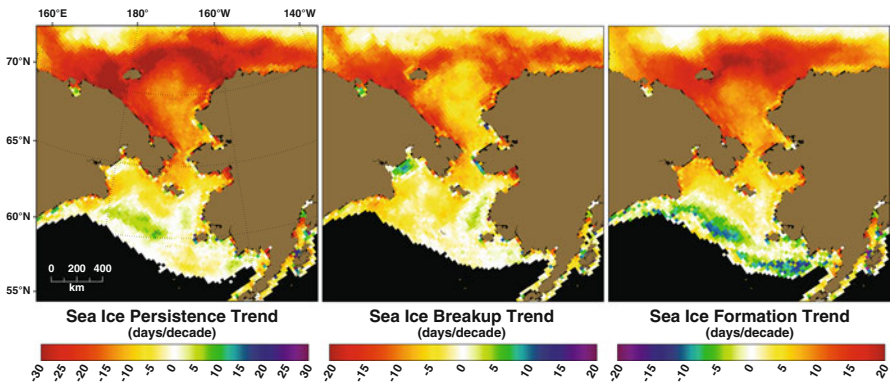 160°E 180° 160°W 140°W
70°N
65°N
60°N
55°N
0 200 400
km
Sea Ice Persistence Trend
(days/decade)
-30 -25 -20 -15 -10 -5 0 5 10 15 20 25 30
Sea Ice Breakup Trend
(days/decade)
-20 -15 -10 -5 0 5 10 15 20
Sea Ice Formation Trend
(days/decade)
-20 -15 -10 -5 0 5 10 15 20